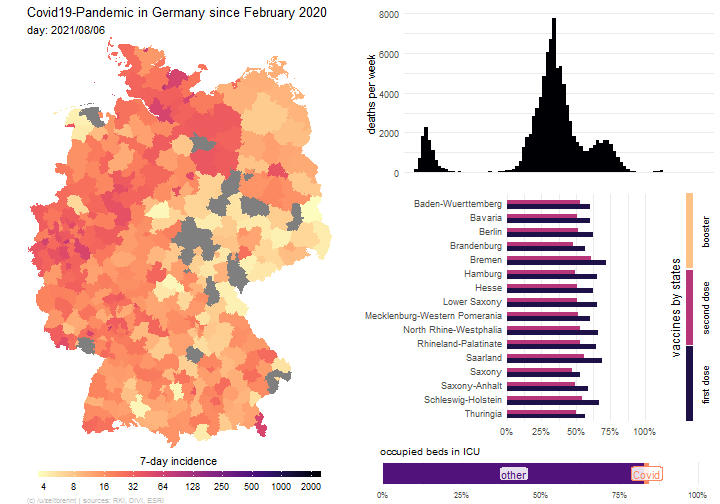 Covid19-Pandemic in Germany since February 2020
day: 2021/08/06
7-day incidence
4 8 16 32 64 128 256 500 1000 2000
(c) /u/zeitbremt | sources: RKI, DIVI, ESRI
deaths per week
8000
6000
4000
2000
0
Baden-Wuerttemberg
Bavaria
Berlin
Brandenburg
Bremen
Hamburg
Hesse
Lower Saxony
Mecklenburg-Western Pomerania
North Rhine-Westphalia
Rhineland-Palatinate
Saarland
Saxony
Saxony-Anhalt
Schleswig-Holstein
Thuringia
0% 25% 50% 75% 100%
vaccines by states
booster
second dose
first dose
occupied beds in ICU
other
Covid
0% 25% 50% 75% 100%